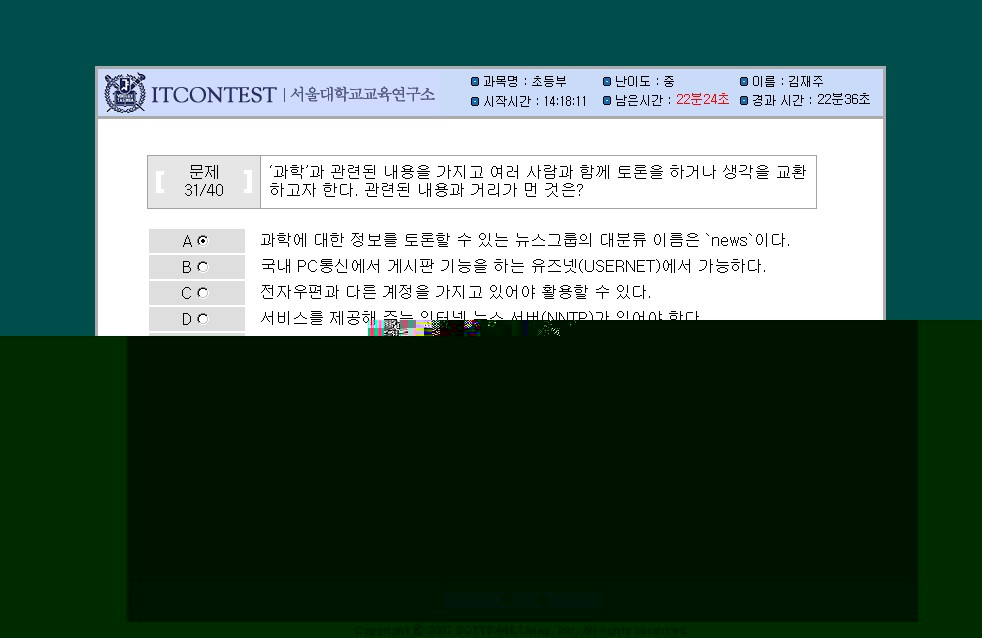 ITCONTEST | 서울대학교교육연구소
과목명 : 초등부 난이도 : 중 이름 : 김재주
시작시간 : 14:18:11 남은시간 : 22분24초 경과 시간 : 22분36초
문제
31/40
'과학'과 관련된 내용을 가지고 여러 사람과 함께 토론을 하거나 생각을 교환
하고자 한다. 관련된 내용과 거리가 먼 것은?
A 과학에 대한 정보를 토론할 수 있는 뉴스그룹의 대분류 이름은 `news`이다.
B 국내 PC통신에서 게시판 기능을 하는 유즈넷(USERNET)에서 가능하다.
C 전자우편과 다른 계정을 가지고 있어야 활용할 수 있다.
D 서비스를 제공해 주는 인터넷 뉴스 서버(NNTP)가 있어야 한다.